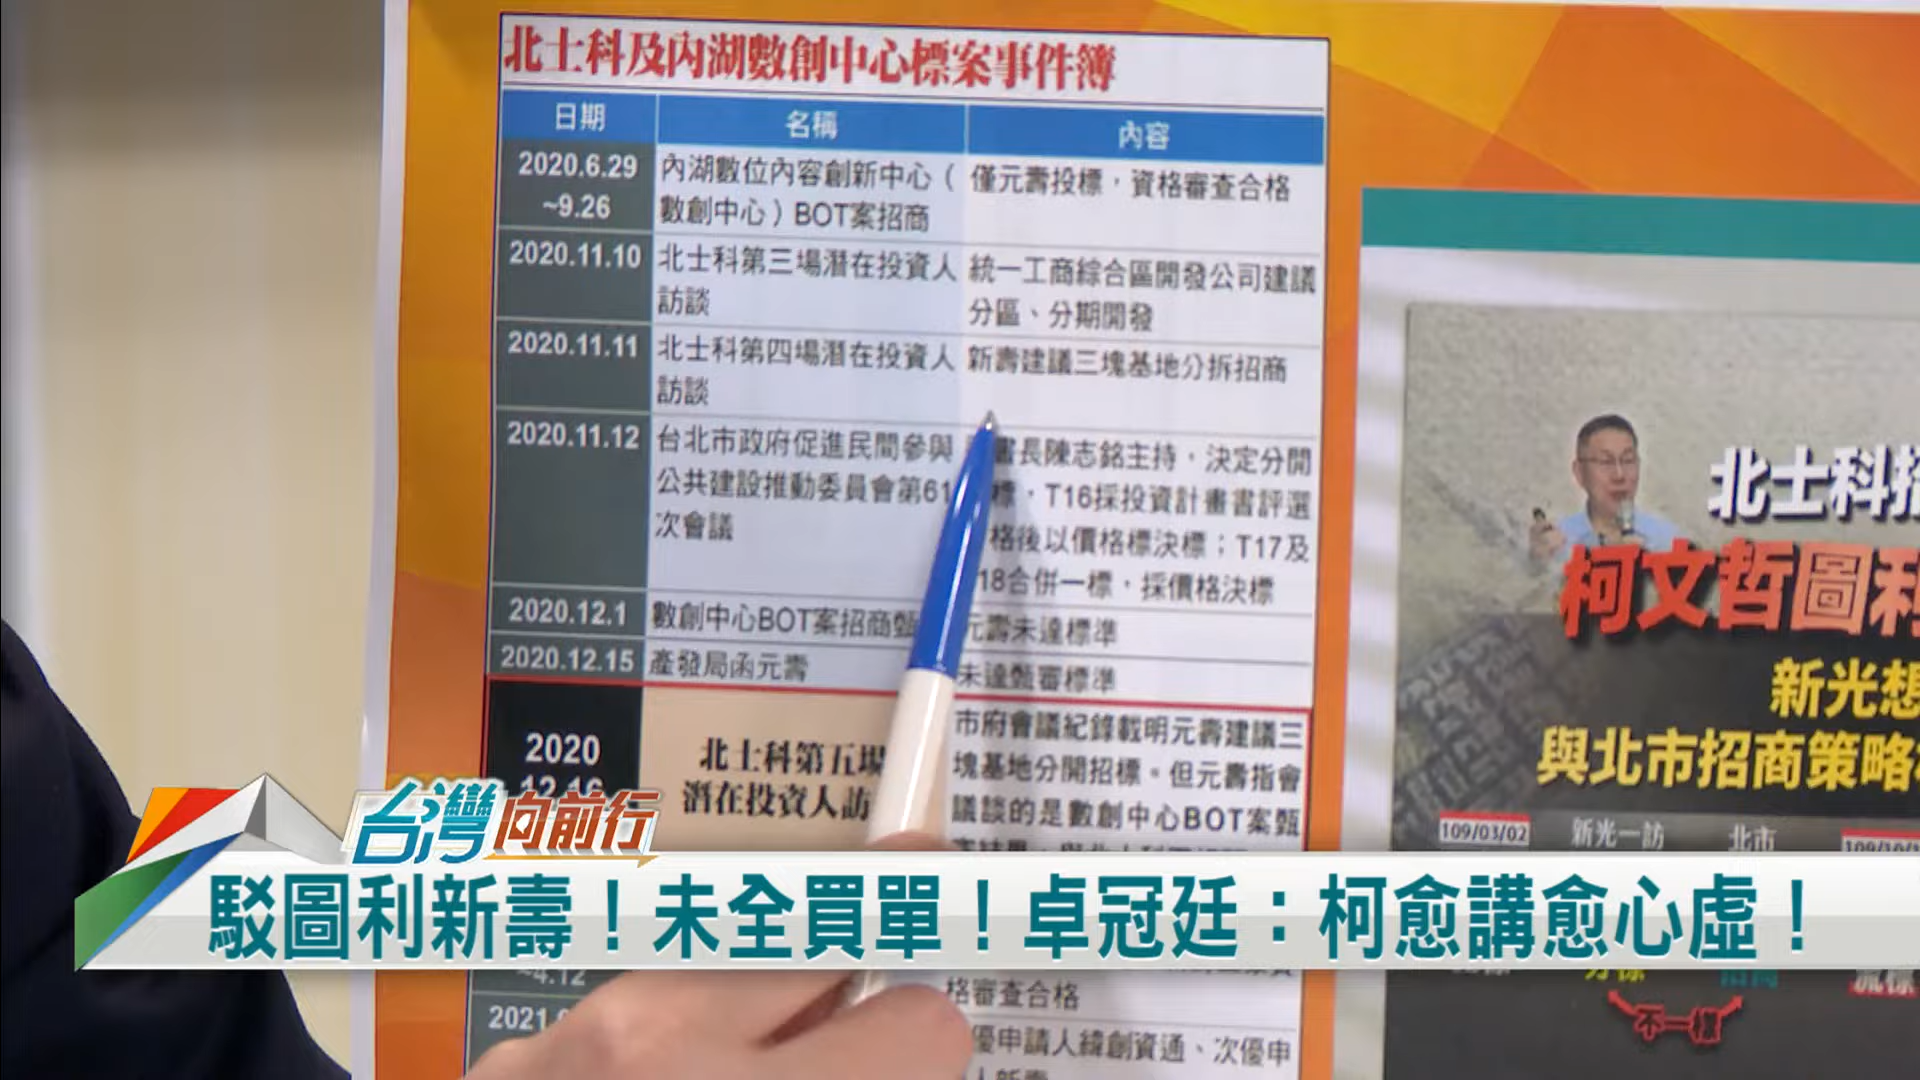 北士科及內湖數創中心標案事件簿
日期 名稱 內容
2020.6.29
~9.26
內湖數位內容創新中心（
數創中心）BOT案招商
僅元壽投標，資格審查合格
2020.11.10
北士科第三場潛在投資人
訪談
統一工商綜合區開發公司建議
分區、分期開發
2020.11.11
北士科第四場潛在投資人
訪談
新壽建議三塊基地分拆招商
2020.11.12
台北市政府促進民間參與
公共建設推動委員會第61
次會議
書長陳志銘主持，決定分開
標，T16採投資計畫書評選
格後以價格標決標；T17及
18合併一標，採價格決標
2020.12.1
數創中心BOT案招商甄
元壽未達標準
2020.12.15
產發局函元壽
未達甄審標準
2020
12.16
北士科第五場
潛在投資人訪
市府會議紀錄載明元壽建議三
塊基地分開招標。但元壽指會
議談的是數創中心BOT案甄
~4.12
格審查合格
2021
優申請人緯創資通、次優申
人新壽
北士科招
柯文哲圖利
新光想
與北市招商策略
109/03/02
新光一訪
北市
不一樣
台灣向前行
駁圖利新壽！未全買單！卓冠廷：柯愈講愈心虛！